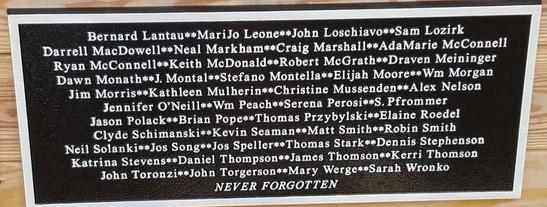 Bernard Lantau**MariJo Leone**John Loschiavo**Sam Lozirk
Darrell MacDowell**Neal Markham**Craig Marshall**AdaMarie McConnell
Ryan McConnell**Keith McDonald**Robert McGrath**Draven Meininger
Dawn Monath**J. Montal**Stefano Montella**Elijah Moore**Wm Morgan
Jim Morris**Kathleen Mulherin**Christine Mussenden**Alex Nelson
Jennifer O'Neill**Wm Peach**Serena Perosi**S. Pfrommer
Jason Polack**Brian Pope**Thomas Przybylski**Elaine Roedel
Clyde Schimanski**Kevin Seaman**Matt Smith**Robin Smith
Neil Solanki**Jos Song**Jos Speller**Thomas Stark**Dennis Stephenson
Katrina Stevens**Daniel Thompson**James Thomson**Kerri Thomson
John Toronzi**John Torgerson**Mary Werge**Sarah Wronko
NEVER FORGOTTEN